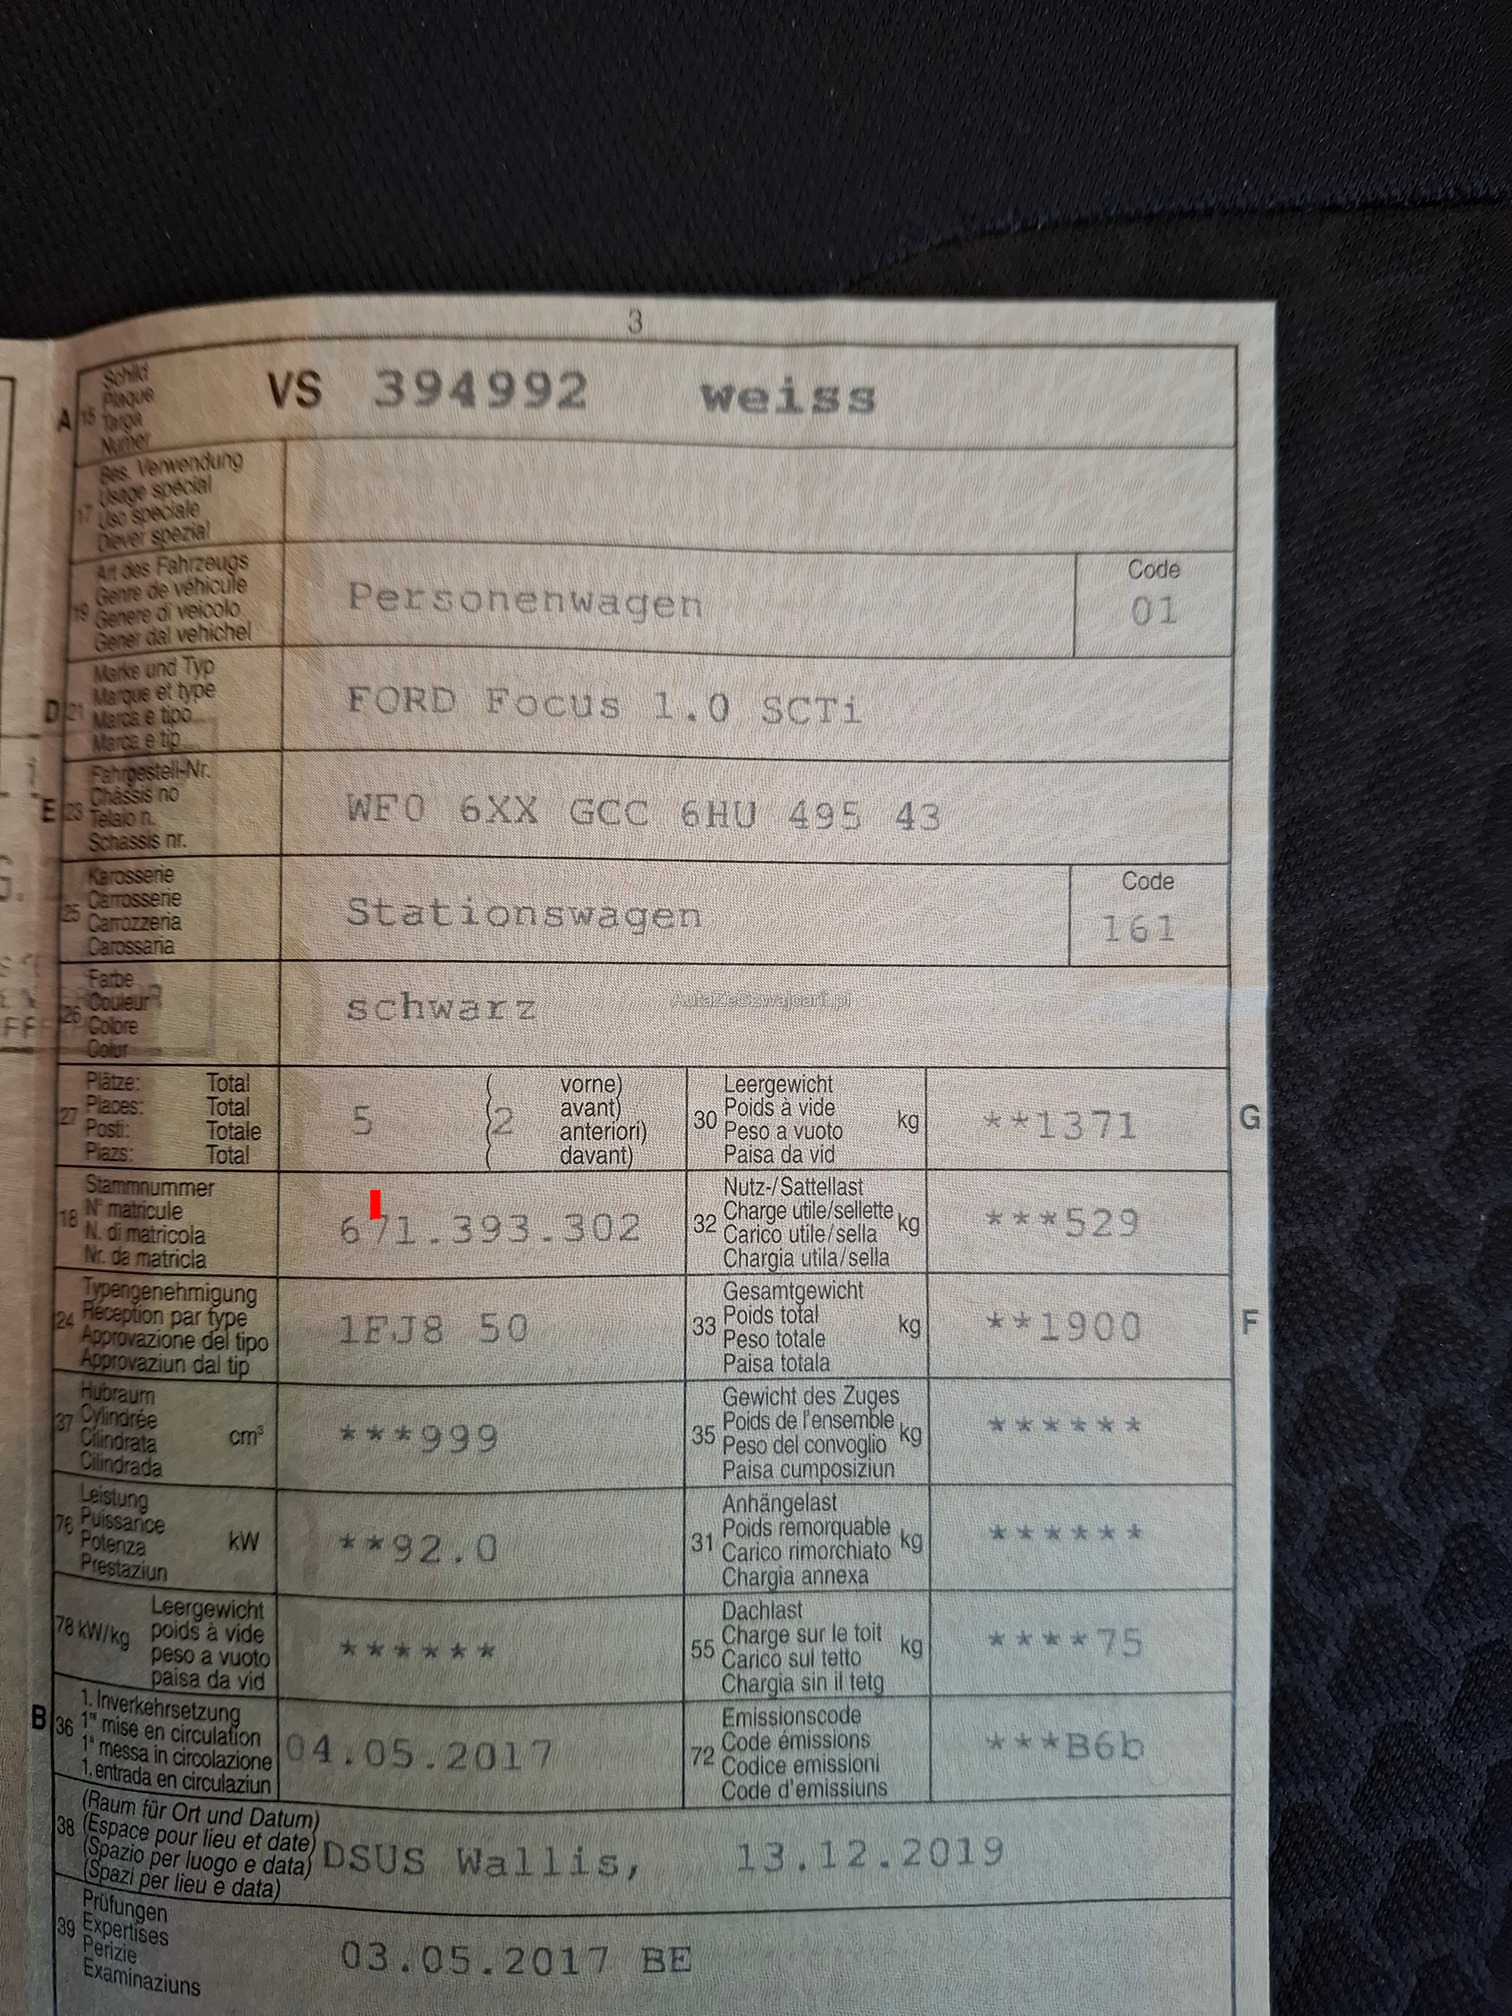 3
A 15 Schild VS 394992 weiss
Plaque
Targa
Numer
17 Bes. Verwendung
Usage spécial
Uso speciale
Diever spezial
19 Art des Fahrzeugs
Genre de véhicule
Genere di veicolo
Gener dal vehichel
Personenwagen
Code
01
D 21 Marke und Typ
Marque et type
Marca e tipo
Marca e tip
FORD Focus 1.0 SCTi
E 23 Fahrgestell-Nr.
Châssis no
Telaio n.
Schassis nr.
WF0 6XX GCC 6HU 495 43
25 Karosserie
Carrosserie
Carrozzeria
Carossaria
Stationswagen
Code
161
26 Farbe
Couleur
Colore
Colur
schwarz
AutaZeSzwajcarii.pl
27 Plätze: Total
Places: Total
Posti: Totale
Plazs: Total
5 (2 vorne)
avant)
anteriori)
davant)
30 Leergewicht
Poids à vide
Peso a vuoto
Paisa da vid
kg **1371 G
18 Stammnummer
N° matricule
N. di matricola
Nr. da matricla
671.393.302
32 Nutz-/Sattellast
Charge utile/sellette
Carico utile/sella
Chargia utila/sella
kg ***529
24 Typengenehmigung
Réception par type
Approvazione del tipo
Approvaziun dal tip
1FJ8 50
33 Gesamtgewicht
Poids total
Peso totale
Paisa totala
kg **1900 F
37 Hubraum
Cylindrée
Cilindrata
Cilindrada
cm³ ***999
35 Gewicht des Zuges
Poids de l'ensemble
Peso del convoglio
Paisa cumposiziun
kg ******
76 Leistung
Puissance
Potenza
Prestaziun
kW **92.0
31 Anhängelast
Poids remorquable
Carico rimorchiato
Chargia annexa
kg ******
78 kW/kg Leergewicht
poids à vide
peso a vuoto
paisa da vid
******
55 Dachlast
Charge sur le toit
Carico sul tetto
Chargia sin il tetg
kg ****75
B 36 1. Inverkehrsetzung
1re mise en circulation
1a messa in circolazione
1. entrada en circulaziun
04.05.2017
72 Emissionscode
Code émissions
Codice emissioni
Code d'emissiuns
***B6b
38 (Raum für Ort und Datum)
(Espace pour lieu et date)
(Spazio per luogo e data)
(Spazi per lieu e data)
DSUS Wallis, 13.12.2019
39 Prüfungen
Expertises
Perizie
Examinaziuns
03.05.2017 BE